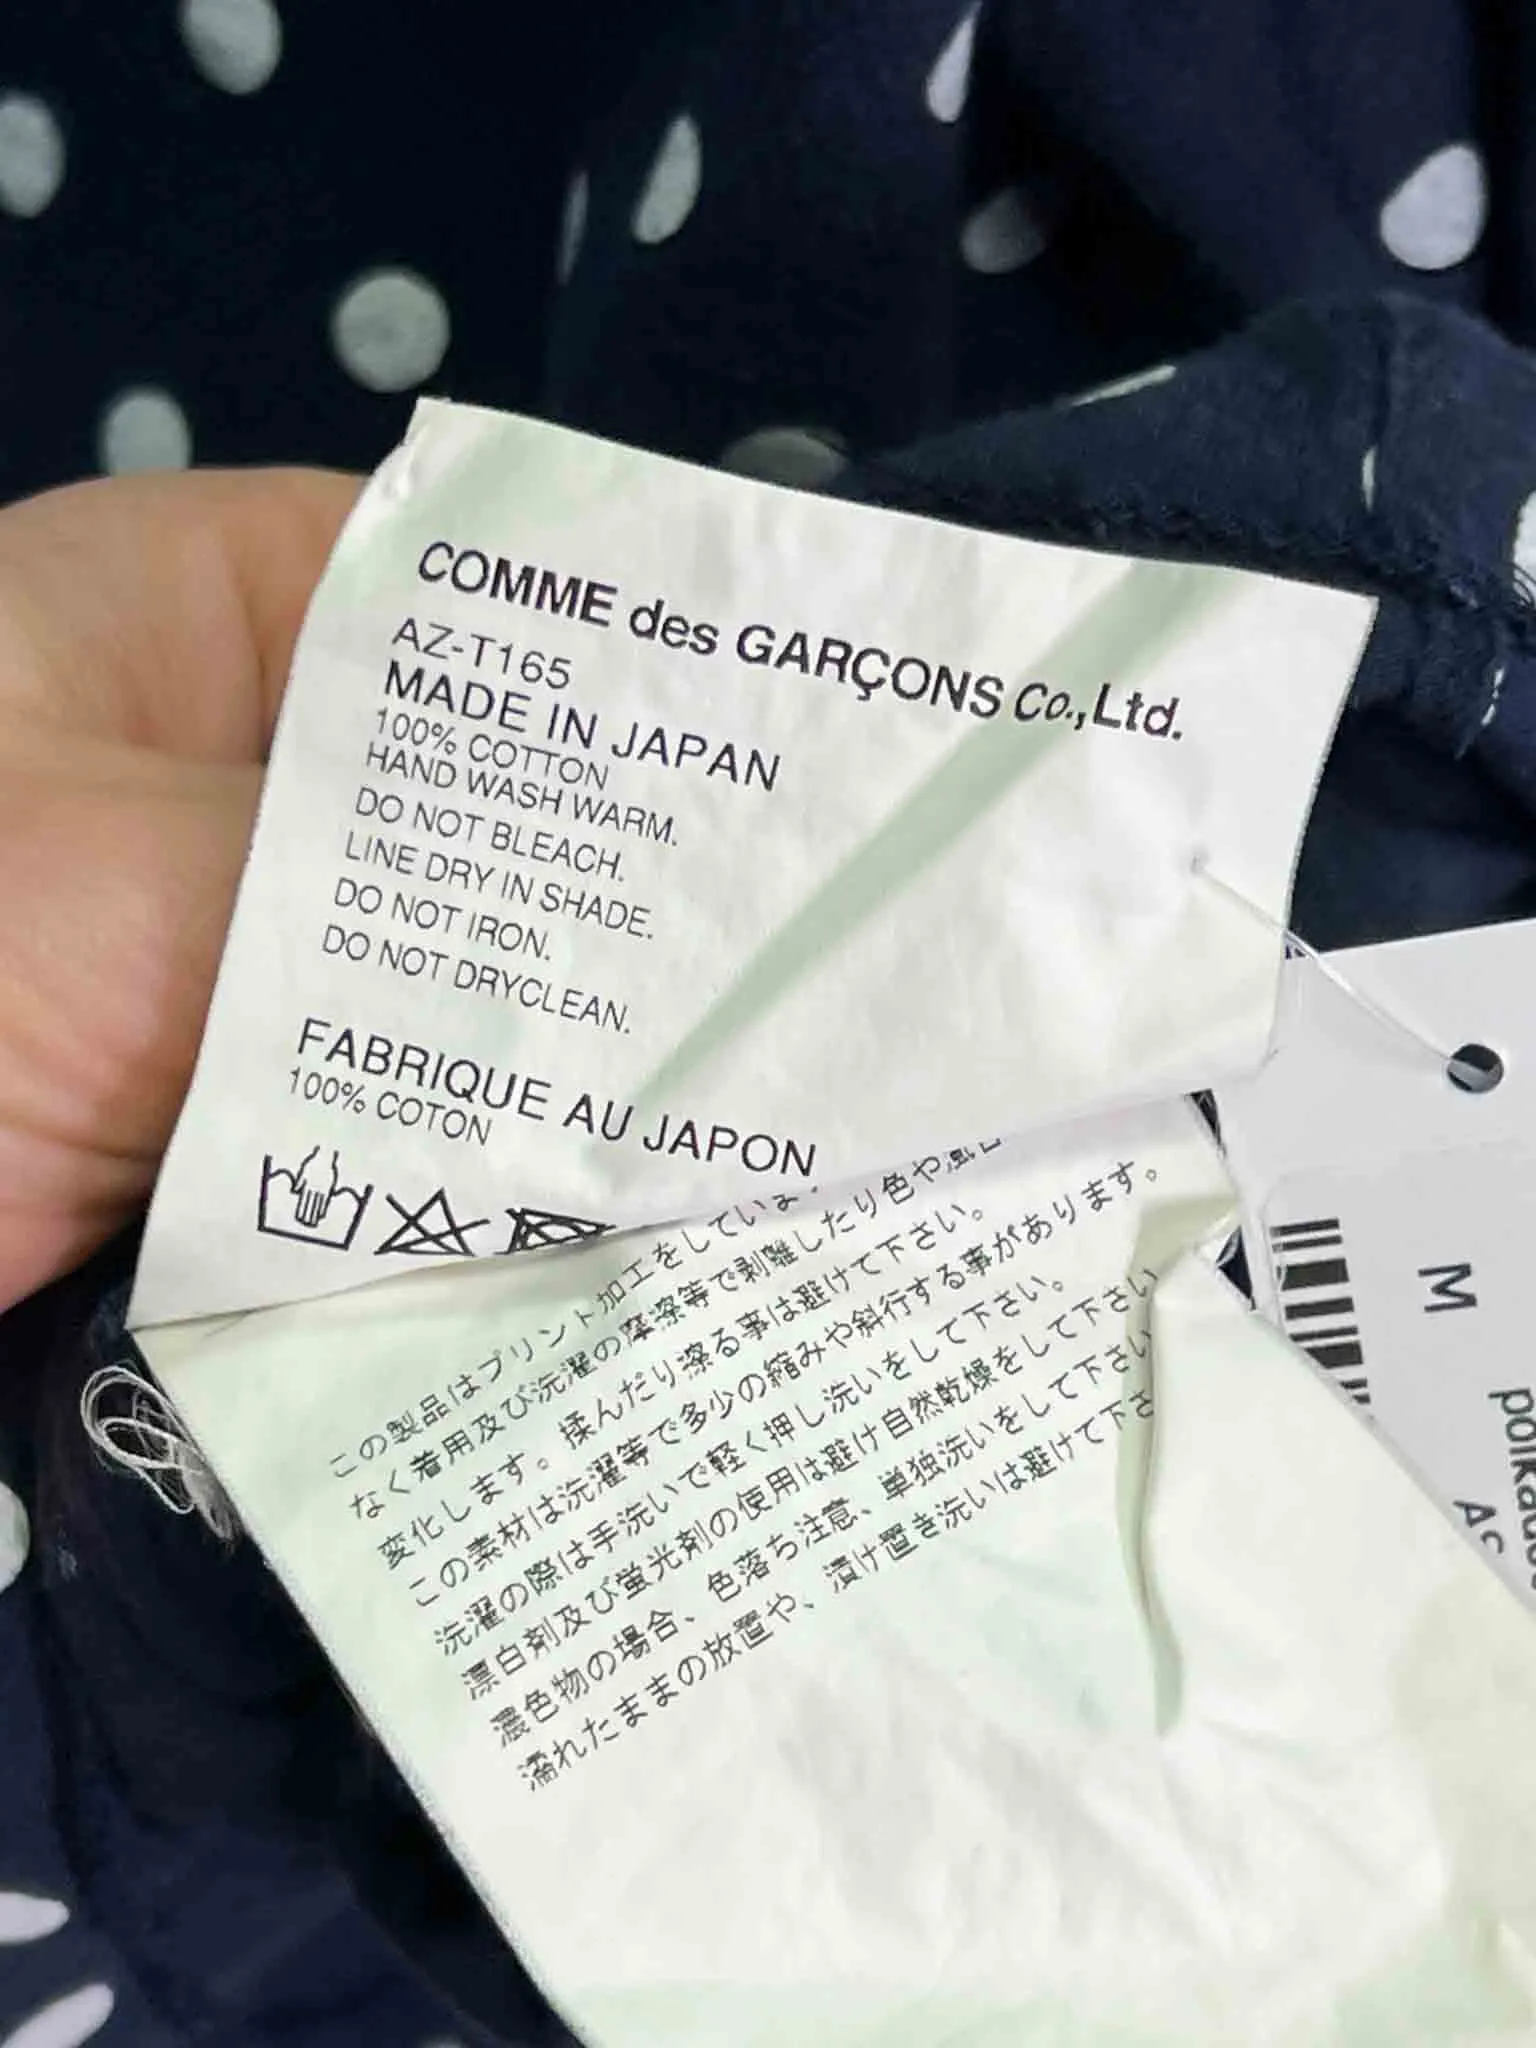 COMME des GARÇONS Co.,Ltd.
AZ-T165
MADE IN JAPAN
100% COTTON
HAND WASH WARM.
DO NOT BLEACH.
LINE DRY IN SHADE.
DO NOT IRON.
DO NOT DRYCLEAN.
FABRIQUE AU JAPON
100% COTON
この製品はプリント加工をしていま
なく着用及び洗濯の摩擦等で剥離したり色や風合
変化します。揉んだり擦る事は避けて下さい。
この素材は洗濯等で多少の縮みや斜行する事があります。
洗濯の際は手洗いで軽く押し洗いをして下さい。
漂白剤及び蛍光剤の使用は避け自然乾燥をして下さい
濃色物の場合、色落ち注意、単独洗いをして下さい
濡れたままの放置や、漬け置き洗いは避けて下さ
M
polkado
AS